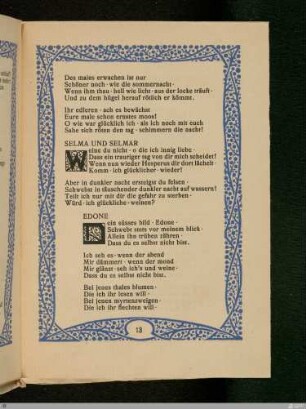 Des maies erwachen ist nur
Schöner noch · wie die sommernacht ·
Wenn ihm thau · hell wie licht · aus der locke träuft ·
Und zu dem hügel herauf rötlich er kömmt.
Ihr edleren · ach es bewächst
Eure male schon ernstes moos!
O wie war glücklich ich · als ich noch mit euch
Sahe sich röten den tag · schimmern die nacht!
SELMA UND SELMAR
Weine du nicht · o die ich innig liebe ·
Dass ein trauriger tag von dir mich scheidet!
Wenn nun wieder Hesperus dir dort lächelt ·
Komm · ich glücklicher · wieder!
Aber in dunkler nacht ersteigst du felsen ·
Schwebst in täuschender dunkler nacht auf wassern!
Teilt ich nur mit dir die gefahr zu sterben ·
Würd · ich glückliche · weinen?
EDONE
Dein süsses bild · Edone ·
Schwebt stets vor meinem blick ·
Allein ihn trüben zähren ·
Dass du es selbst nicht bist.
Ich seh es · wenn der abend
Mir dämmert · wenn der mond
Mir glänzt · seh ich's und weine ·
Dass du es selbst nicht bist.
Bei jenes thales blumen ·
Die ich ihr lesen will ·
Bei jenen myrtenzweigen ·
Die ich ihr flechten will ·
13